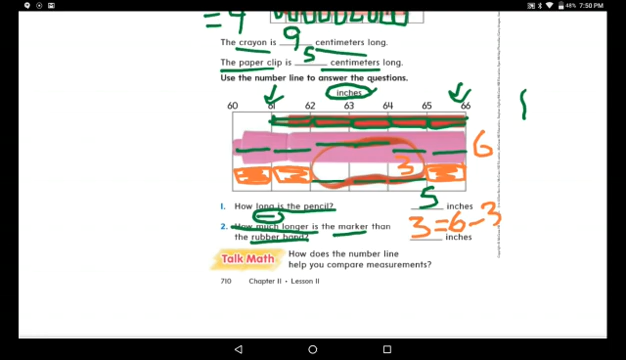 48% 7:50 PM
= 9
The crayon is 9 centimeters long.
The paper clip is 5 centimeters long.
Use the number line to answer the questions.
inches
60 61 62 63 64 65 66
6
3
1. How long is the pencil? 5 inches
2. How much longer is the marker than
the rubber band? 3=6-3 inches
Talk Math
How does the number line
help you compare measurements?
710 Chapter 11 • Lesson 11